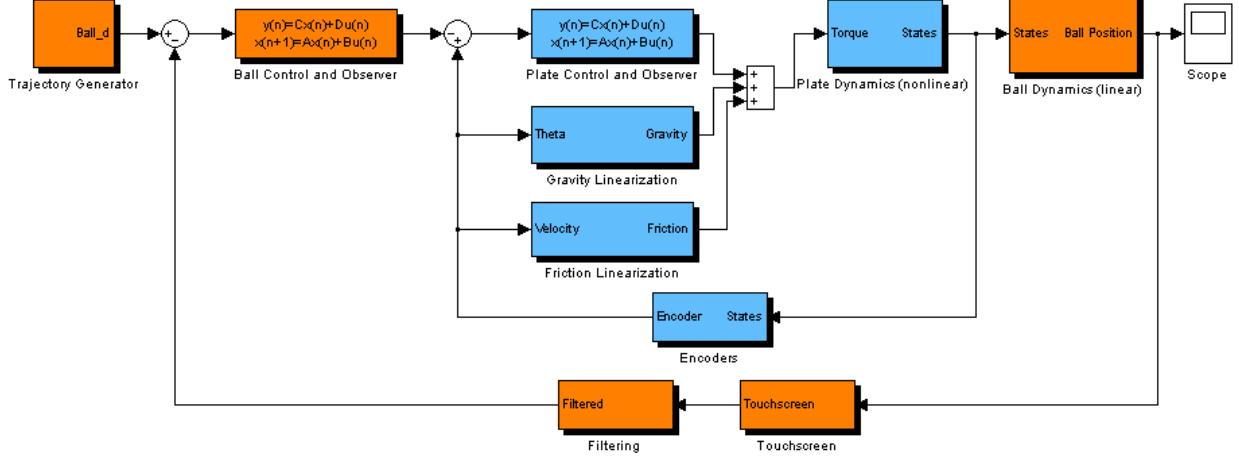 Ball_d
Trajectory Generator
y(n)=Cx(n)+Du(n)
x(n+1)=Ax(n)+Bu(n)
Ball Control and Observer
y(n)=Cx(n)+Du(n)
x(n+1)=Ax(n)+Bu(n)
Plate Control and Observer
Torque States
Plate Dynamics (nonlinear)
States Ball Position
Ball Dynamics (linear)
Scope
Theta Gravity
Gravity Linearization
Velocity Friction
Friction Linearization
Encoder States
Encoders
Filtered
Filtering
Touchscreen
Touchscreen